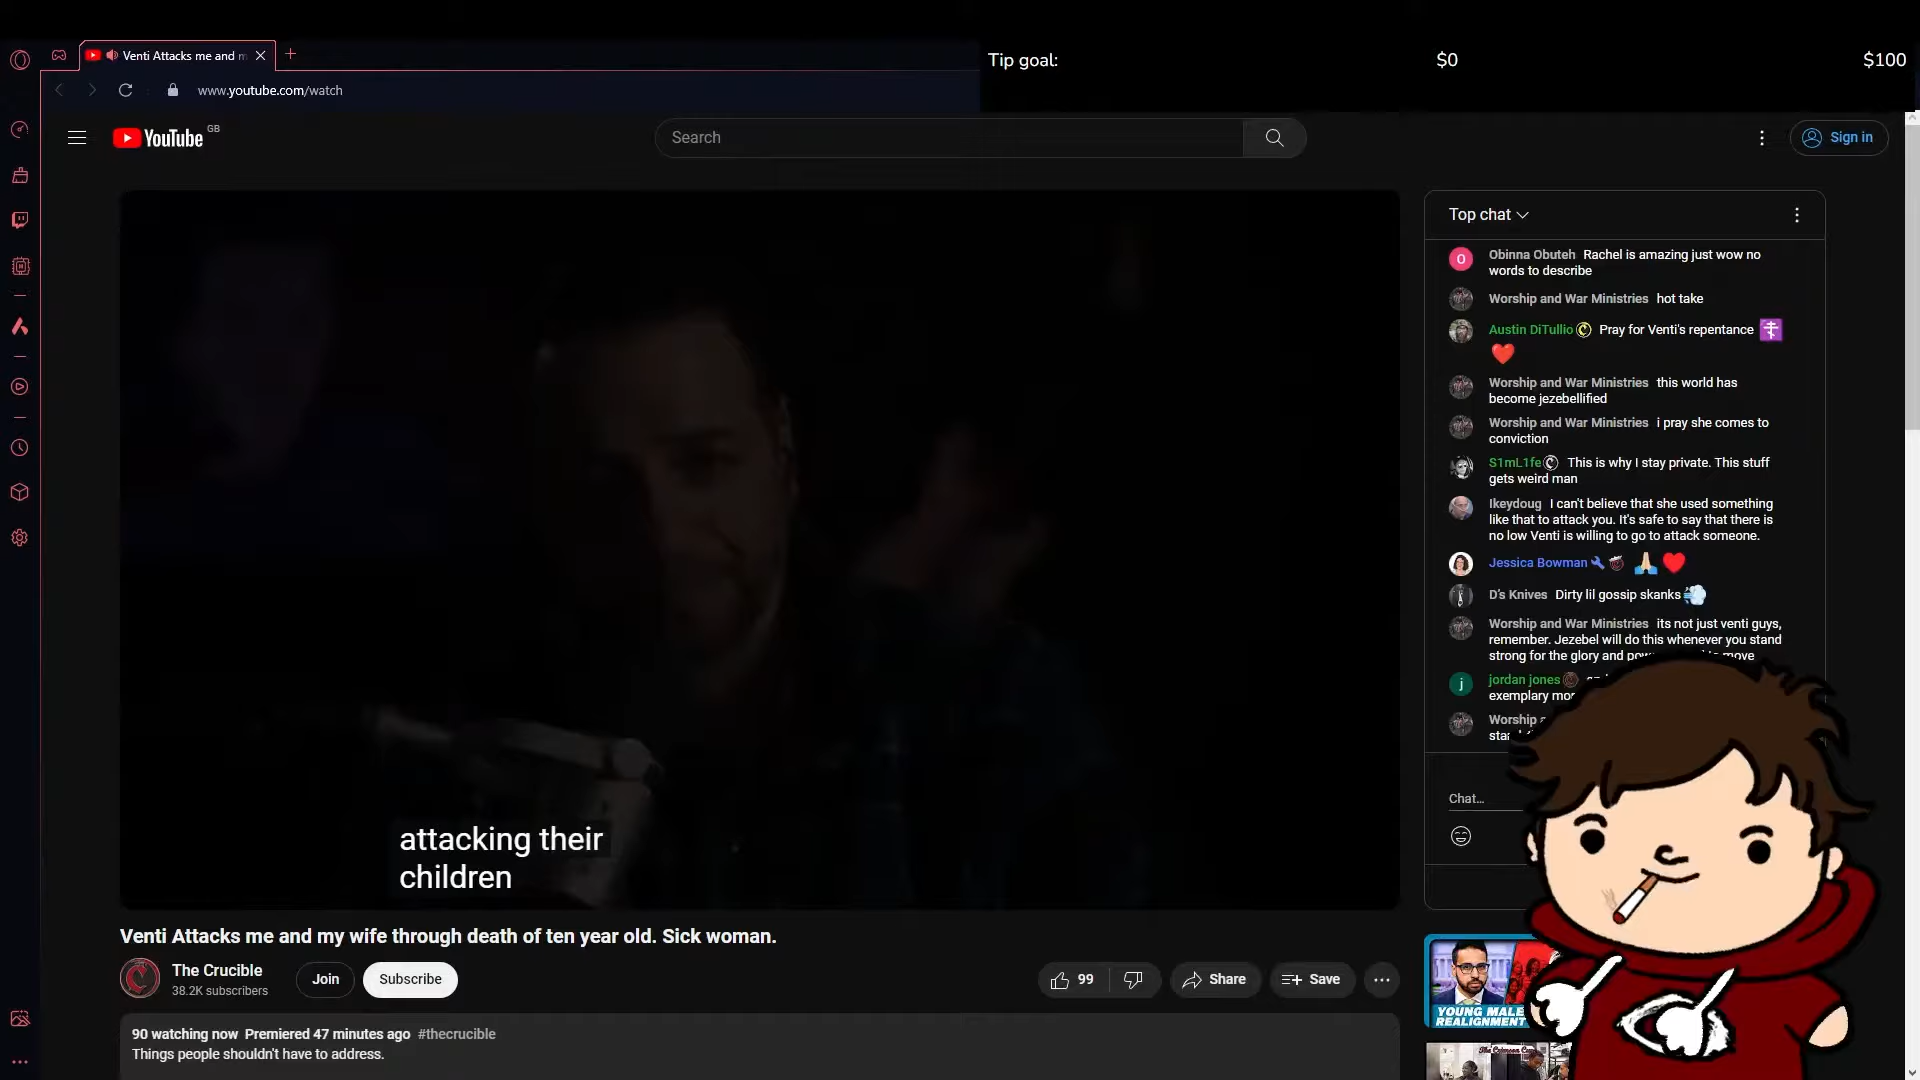 Venti Attacks me and m
Tip goal:
$0
$100
www.youtube.com/watch
YouTube
GB
Search
Sign in
Top chat
Obinna Obuteh Rachel is amazing just wow no
words to describe
Worship and War Ministries hot take
Austin DiTullio Pray for Venti's repentance
Worship and War Ministries this world has
become jezebellified
Worship and War Ministries i pray she comes to
conviction
S1mL1fe This is why I stay private. This stuff
gets weird man
Ikeydoug I can't believe that she used something
like that to attack you. It's safe to say that there is
no low Venti is willing to go to attack someone.
Jessica Bowman
D's Knives Dirty lil gossip skanks
Worship and War Ministries its not just venti guys,
remember. Jezebel will do this whenever you stand
strong for the glory and move
jordan jones
exemplary
Worship
Chat...
attacking their
children
Venti Attacks me and my wife through death of ten year old. Sick woman.
The Crucible
38.2K subscribers
Join
Subscribe
99
Share
Save
90 watching now Premiered 47 minutes ago #thecrucible
Things people shouldn't have to address.
YOUNG MALE
REALIGNMENT